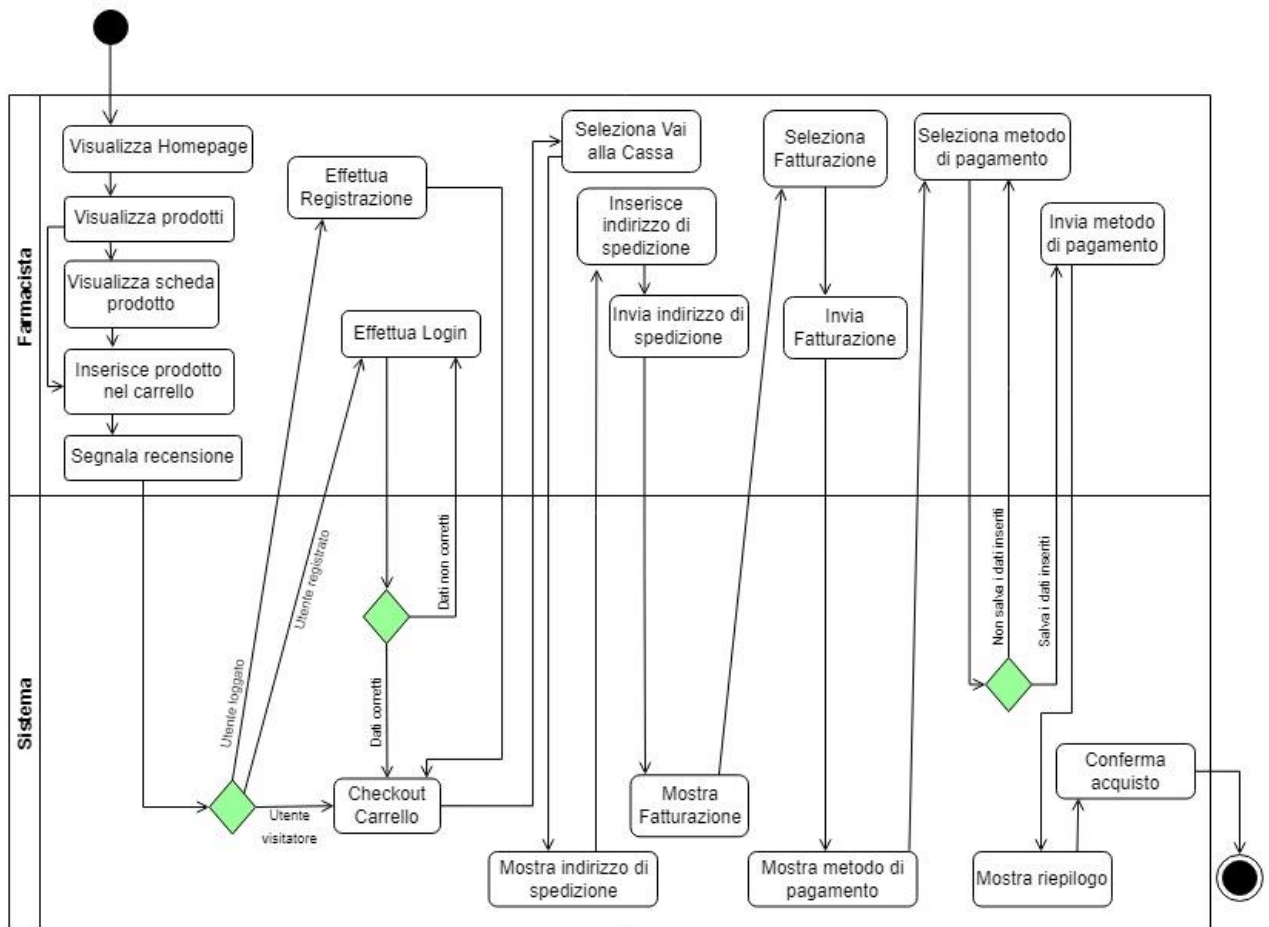 Farmacista
Visualizza Homepage
Visualizza prodotti
Visualizza scheda
prodotto
Inserisce prodotto
nel carrello
Segnala recensione
Effettua
Registrazione
Effettua Login
Seleziona Vai
alla Cassa
Inserisce
indirizzo di
spedizione
Invia indirizzo di
spedizione
Seleziona
Fatturazione
Invia
Fatturazione
Seleziona metodo
di pagamento
Invia metodo
di pagamento
Sistema
Utente loggato
Utente registrato
Utente
visitatore
Dati non corretti
Dati corretti
Checkout
Carrello
Mostra indirizzo di
spedizione
Mostra
Fatturazione
Mostra metodo di
pagamento
Non salva i dati inseriti
Salva i dati inseriti
Mostra riepilogo
Conferma
acquisto